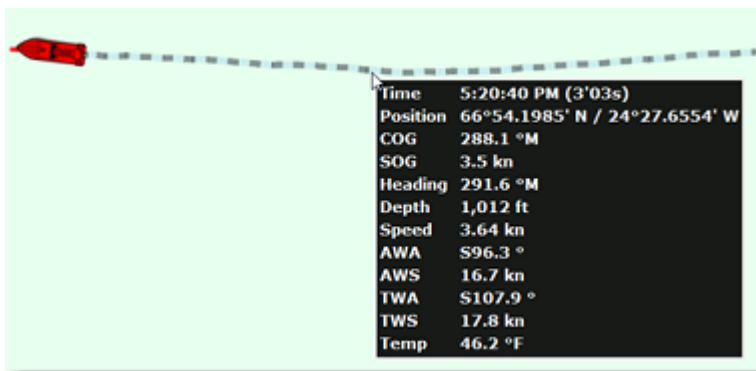 Time 5:20:40 PM (3'03s)
Position 66°54.1985' N / 24°27.6554' W
COG 288.1 °M
SOG 3.5 kn
Heading 291.6 °M
Depth 1,012 ft
Speed 3.64 kn
AWA S96.3 °
AWS 16.7 kn
TWA S107.9 °
TWS 17.8 kn
Temp 46.2 °F